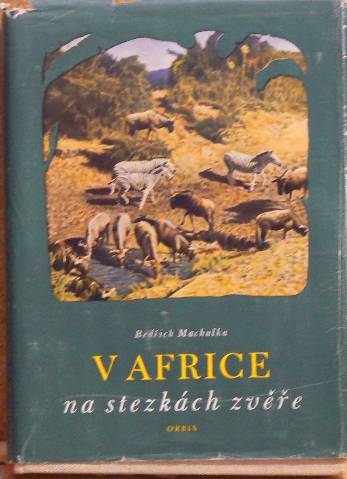 Bedřich Machulka
V AFRICE
na stezkách zvěře
ORBIS